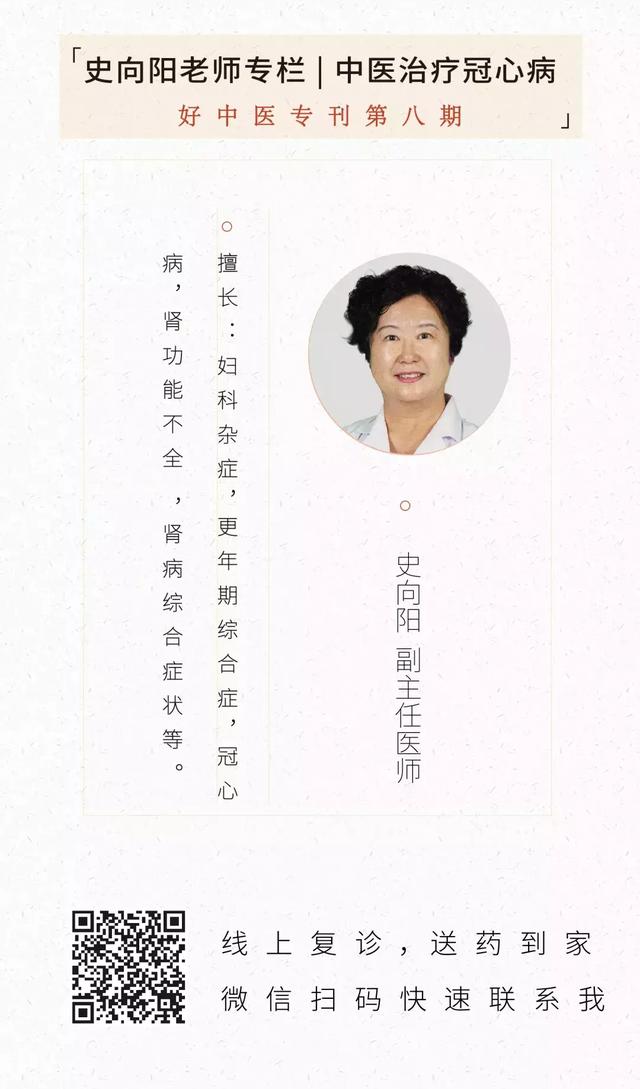 「史向阳老师专栏 | 中医治疗冠心病
好中医专刊第八期」
史向阳 副主任医师
擅长：妇科杂症，更年期综合症，冠心
病，肾功能不全，肾病综合症状等。
线上复诊，送药到家
微信扫码快速联系我